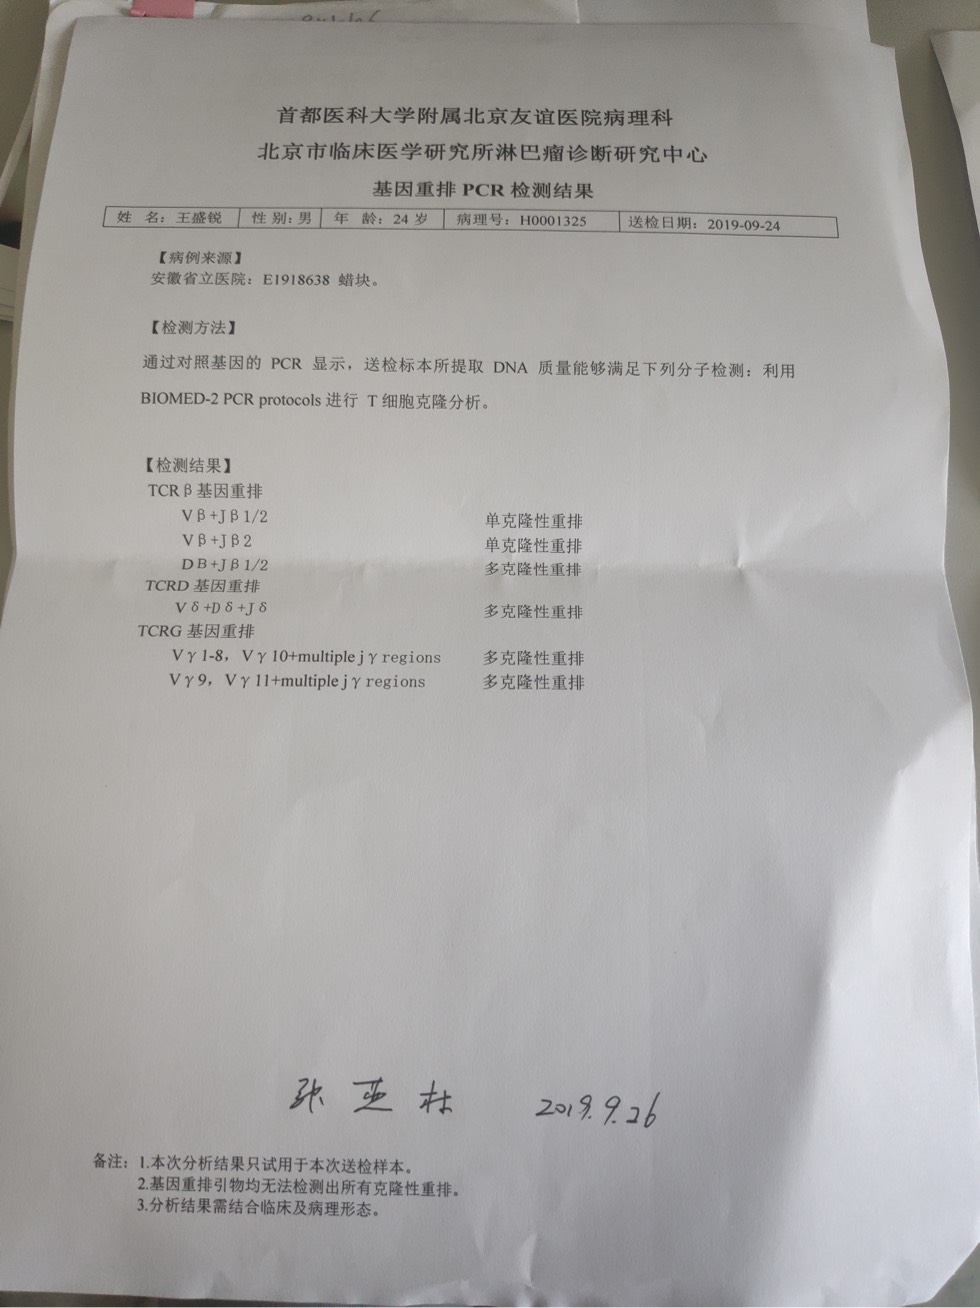 首都医科大学附属北京友谊医院病理科
北京市临床医学研究所淋巴瘤诊断研究中心
基因重排 PCR 检测结果
姓 名：王盛锐 性 别：男 年 龄：24 岁 病理号：H0001325 送检日期：2019-09-24
【病例来源】
安徽省立医院：E1918638 蜡块。
【检测方法】
通过对照基因的 PCR 显示，送检标本所提取 DNA 质量能够满足下列分子检测：利用
BIOMED-2 PCR protocols 进行 T 细胞克隆分析。
【检测结果】
TCR β 基因重排
Vβ+Jβ1/2 单克隆性重排
Vβ+Jβ2 单克隆性重排
DB+Jβ1/2 多克隆性重排
TCRD 基因重排
Vδ+Dδ+Jδ 多克隆性重排
TCRG 基因重排
Vγ1-8，Vγ10+multiple jγ regions 多克隆性重排
Vγ9，Vγ11+multiple jγ regions 多克隆性重排
张亚 2019.9.26
备注：1.本次分析结果只试用于本次送检样本。
2.基因重排引物均无法检测出所有克隆性重排。
3.分析结果需结合临床及病理形态。